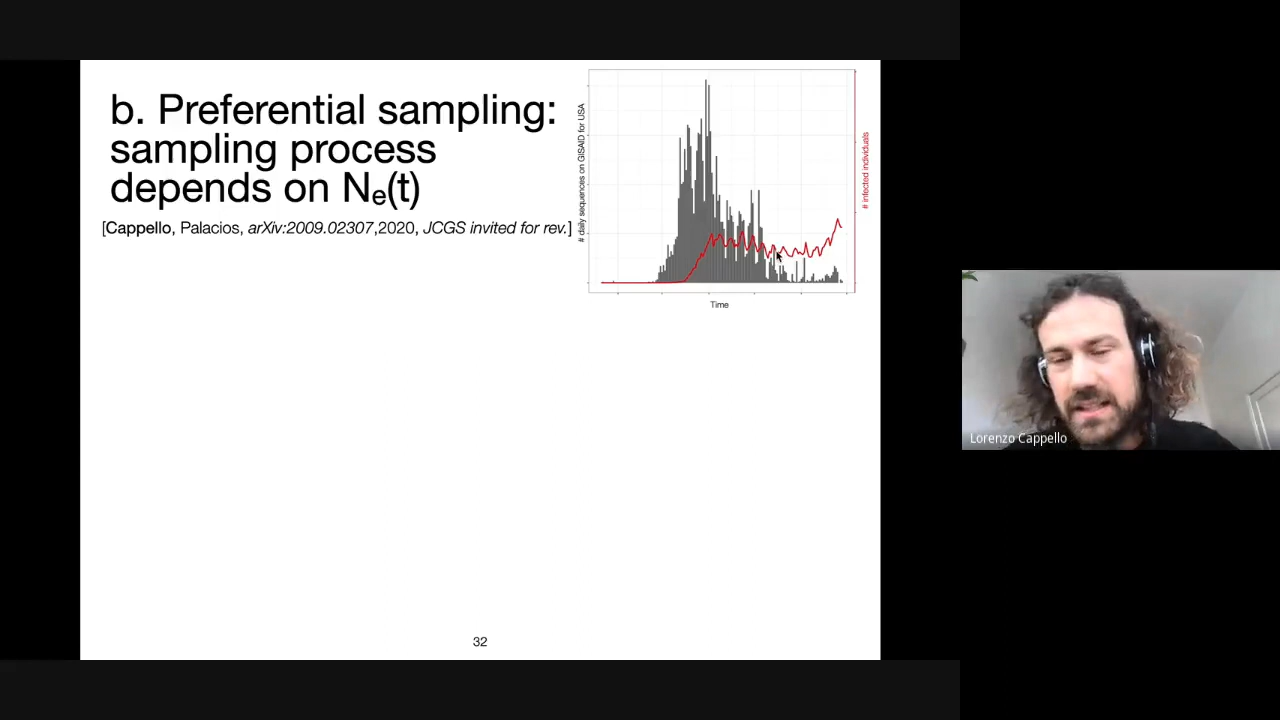 b. Preferential sampling:
sampling process
depends on Ne(t)
[Cappello, Palacios, arXiv:2009.02307,2020, JCGS invited for rev.]
# daily sequences on GISAID for USA
# infected individuals
Time
32
Lorenzo Cappello